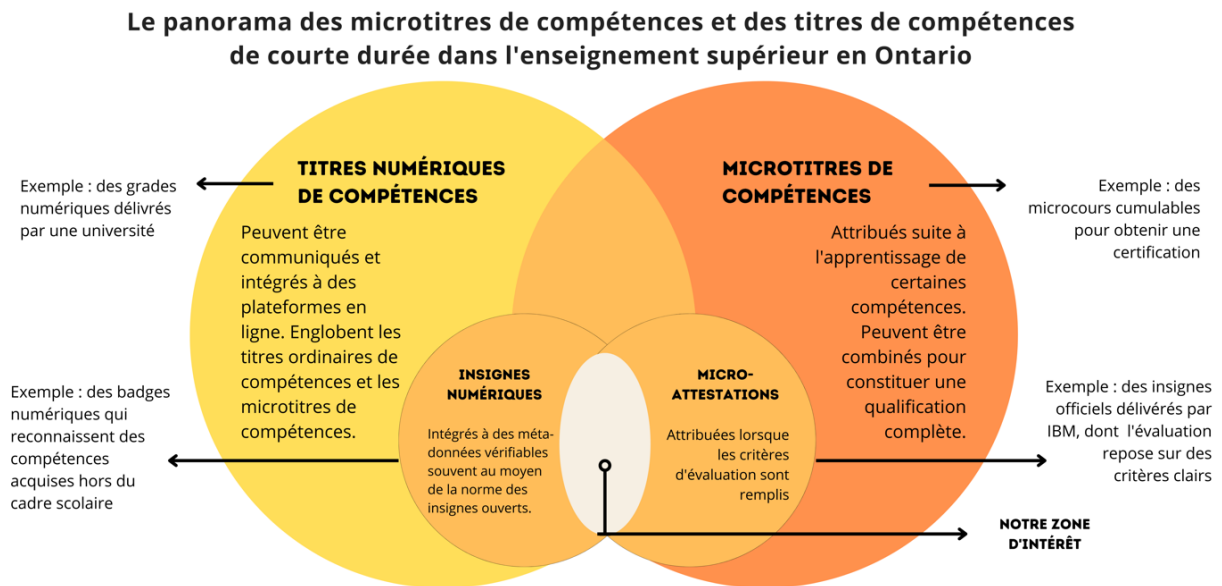 Le panorama des microtitres de compétences et des titres de compétences
de courte durée dans l'enseignement supérieur en Ontario
TITRES NUMÉRIQUES
DE COMPÉTENCES
Peuvent être
communiqués et
intégrés à des
plateformes en
ligne. Englobent les
titres ordinaires de
compétences et les
microtitres de
compétences.
Exemple : des grades
numériques délivrés
par une université
MICROTITRES DE
COMPÉTENCES
Attribués suite à
l'apprentissage de
certaines
compétences.
Peuvent être
combinés pour
constituer une
qualification
complète.
Exemple : des
microcours cumulables
pour obtenir une
certification
INSIGNES
NUMÉRIQUES
Intégrés à des méta-
données vérifiables
souvent au moyen
de la norme des
insignes ouverts.
Exemple : des badges
numériques qui
reconnaissent des
compétences
acquises hors du
cadre scolaire
MICRO-
ATTESTATIONS
Attribuées lorsque
les critères
d'évaluation sont
remplis
Exemple : des insignes
officiels délivérés par
IBM, dont l'évaluation
repose sur des
critères clairs
NOTRE ZONE
D'INTÉRÊT